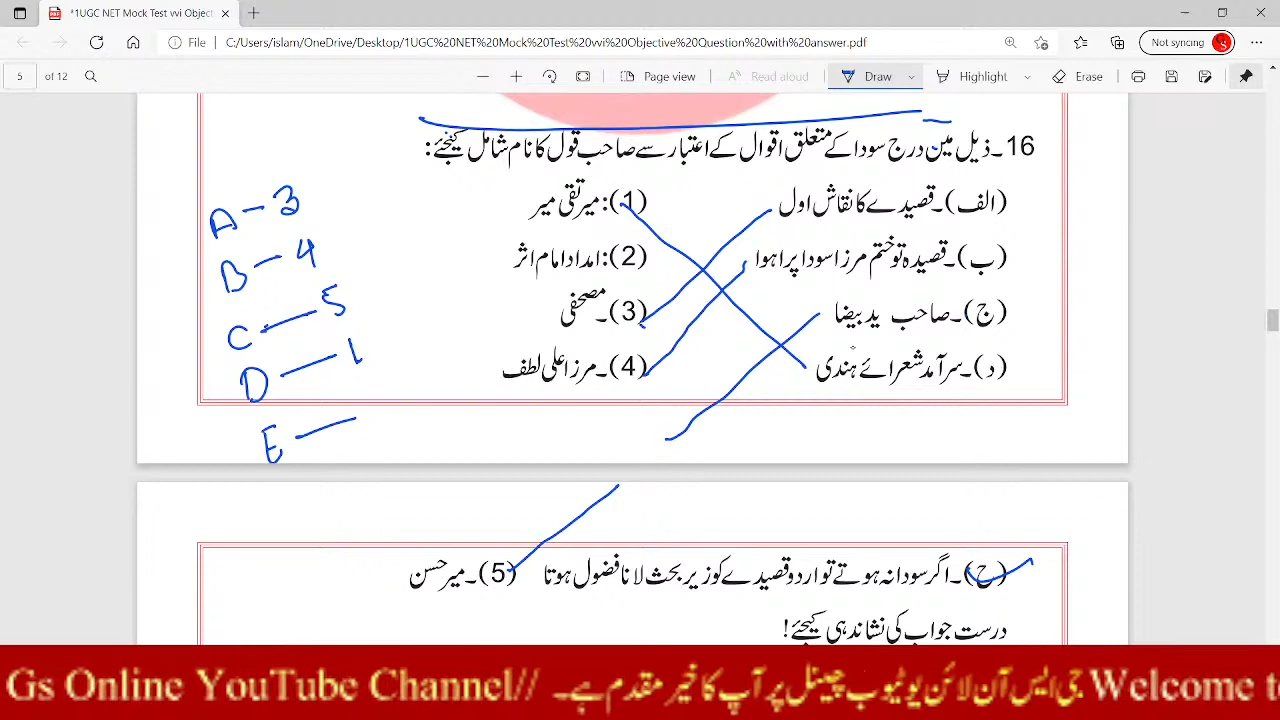 *1UGC NET Mock Test vvi Object
File C:/Users/islam/OneDrive/Desktop/1UGC%20NET%20Mock%20Test%20vvi%20Objective%20Question%20with%20answer.pdf Not syncing
5 of 12 Page view Read aloud Draw Highlight Erase
16۔ذیل میں درج سودا کے متعلق اقوال کے اعتبار سے صاحب قول کا نام شامل کیجئے:
(الف)۔قصیدے کا نقاش اول (1):میر تقی میر
(ب)۔قصیدہ تو ختم مرزا سودا پرا ہوا (2):امداد امام اثر
(ج)۔صاحب ید بیضا (3)۔مصحفی
(د)۔سرآمد شعرائے ہندی (4)۔مرزا علی لطف
A - 3
B - 4
C - 5
D - 1
E -
(ح)۔اگر سودا نہ ہوتے تو اردو قصیدے کو زیر بحث لانا فضول ہوتا (5)۔میر حسن
درست جواب کی نشاندہی کیجئے!
Gs Online YouTube Channel// جی ایس آن لائن یوٹیوب چینل پر آپ کا خیر مقدم ہے۔ Welcome to